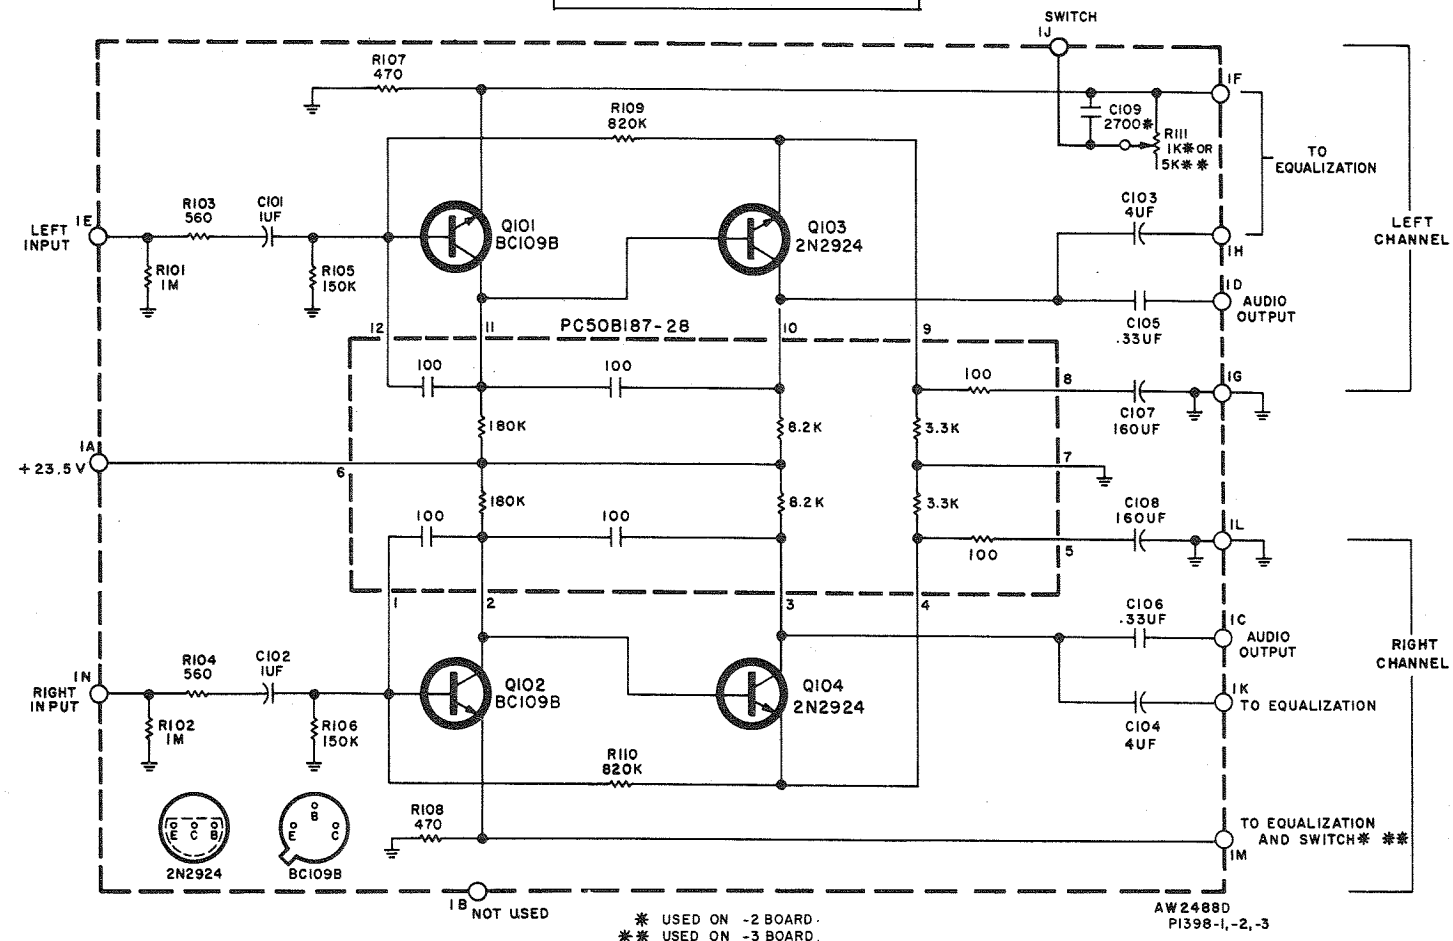 SWITCH
1J
R107
470
1F
R109
820K
C109
2700*
R111
1K* OR
5K**
TO
EQUALIZATION
1E
LEFT
INPUT
R103
560
C101
1UF
Q101
BC109B
Q103
2N2924
C103
4UF
1H
LEFT
CHANNEL
R101
1M
R105
150K
1D
AUDIO
OUTPUT
C105
.33UF
12
11
PC50B187-28
10
9
100
100
100
8
1G
C107
160UF
180K
8.2K
3.3K
1A
+23.5V
6
7
180K
8.2K
3.3K
100
100
C108
160UF
1L
100
5
1
2
3
4
C106
.33UF
1C
AUDIO
OUTPUT
RIGHT
CHANNEL
1N
RIGHT
INPUT
R104
560
C102
1UF
Q102
BC109B
Q104
2N2924
1K
TO EQUALIZATION
C104
4UF
R102
1M
R106
150K
R110
820K
R108
470
E C B
2N2924
B
E C
BC109B
TO EQUALIZATION
AND SWITCH* **
1M
1B
NOT USED
* USED ON -2 BOARD.
** USED ON -3 BOARD.
AW2488D
P1398-1,-2,-3